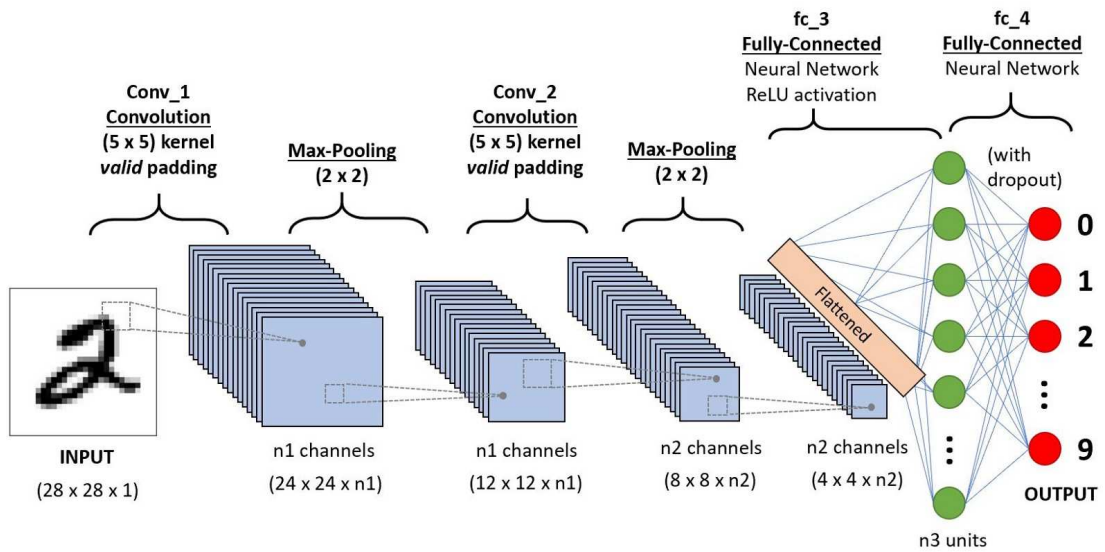 fc_3
Fully-Connected
Neural Network
ReLU activation
fc_4
Fully-Connected
Neural Network
Conv_1
Convolution
(5 x 5) kernel
valid padding
Max-Pooling
(2 x 2)
Conv_2
Convolution
(5 x 5) kernel
valid padding
Max-Pooling
(2 x 2)
(with
dropout)
Flattened
0
1
2
9
INPUT
(28 x 28 x 1)
n1 channels
(24 x 24 x n1)
n1 channels
(12 x 12 x n1)
n2 channels
(8 x 8 x n2)
n2 channels
(4 x 4 x n2)
OUTPUT
n3 units